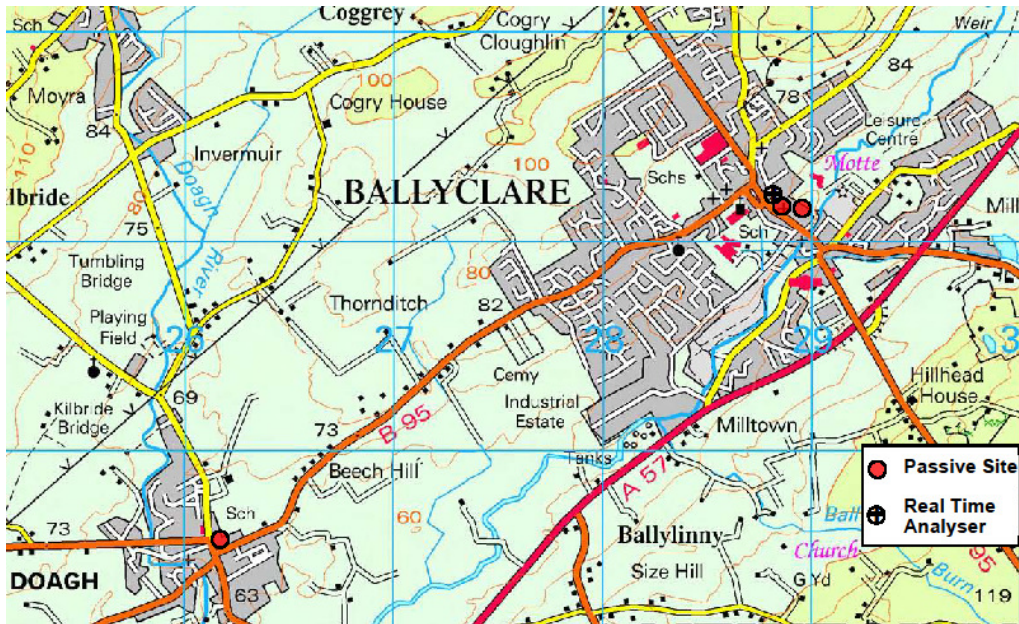 Sch
Coggrey
Cogry
Cloughlin
Weir
84
Moyra
100
Cogry House
78
84
Leisure
Centre
Invermuir
110
Doagh
River
100
Schs
Motte
lbride
80
BALLYCLARE
75
Sch
Mill
Tumbling
Bridge
80
82
Thornditch
Playing
Field
26
27
28
29
3
Cemy
Hillhead
House
Kilbride
Bridge
69
Industrial
Estate
B 95
73
Milltown
Beech Hill
Tanks
A 57
Passive Site
Real Time
Analyser
Sch
73
60
Ballylinny
Ball
Church
95
DOAGH
63
Size Hill
G Yd
Burn
119